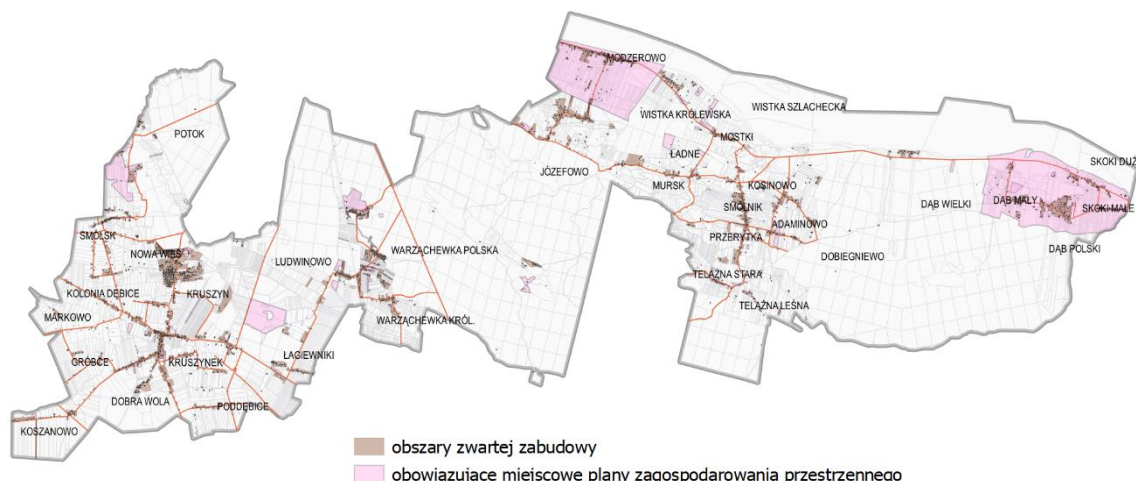 MODZEROWO
WISTKA SZLACHECKA
WISTKA KRÓLEWSKA
POTOK
MOSTKI
ŁADNE
SKOKI DUŻ
JÓZEFOWO
MURSK
KOSINOWO
SMÓLNIK
DĄB WIELKI
DĄB MAŁY
SKOKI MAŁE
ADAMINOWO
SMÓLSK
PRZERYTKA
NOWA WIEŚ
WARZĄCHEWKA POLSKA
DĄB POLSKI
LUDWINOWO
DOBIEGNIEWO
TELĄŻNA STARA
KOLONIA DĘBICE
KRUSZYN
TELĄŻNA LEŚNA
MARKOWO
WARZĄCHEWKA KRÓL.
ŁAGIEWNIKI
GRÓBCE
KRUSZYNEK
DOBRA WOLA
PODDĘBICE
KOSZANOWO
obszary zwartej zabudowy
obowiązujące miejscowe plany zagospodarowania przestrzennego